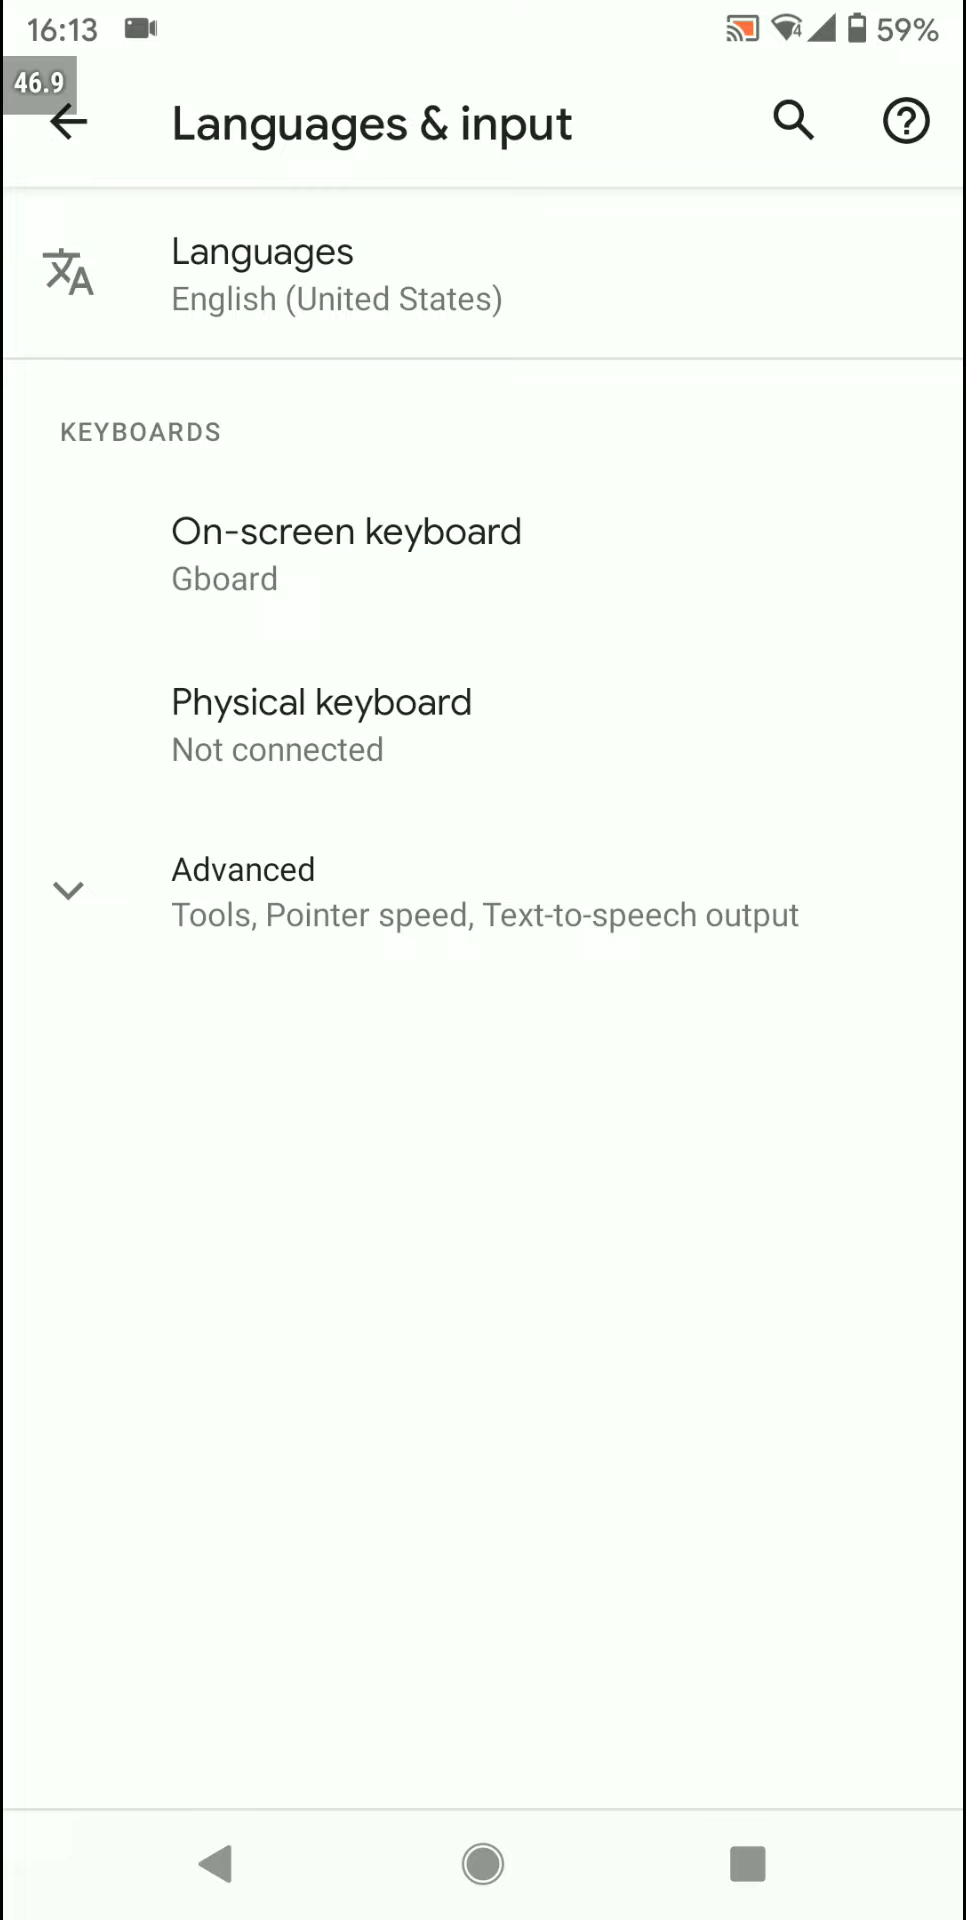 16:13
59%
46.9
Languages & input
Languages
English (United States)
KEYBOARDS
On-screen keyboard
Gboard
Physical keyboard
Not connected
Advanced
Tools, Pointer speed, Text-to-speech output